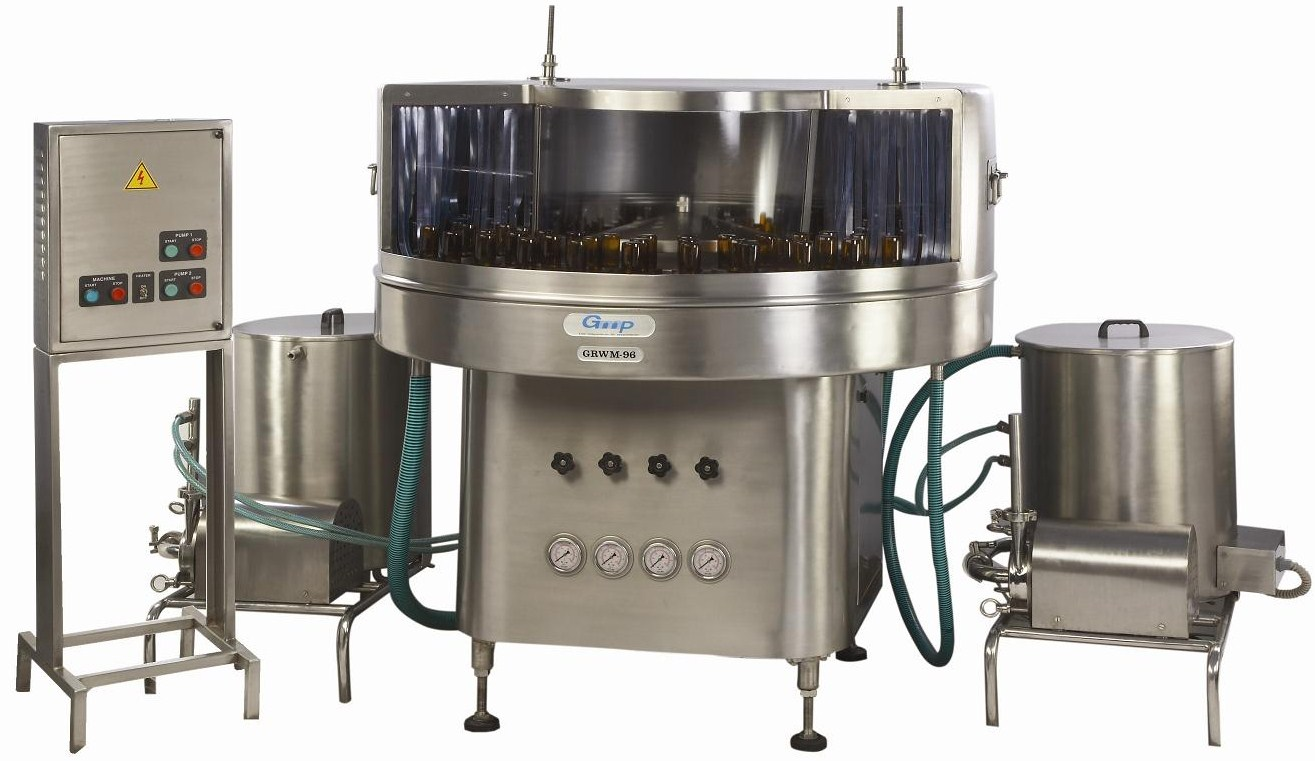 PUMP 1
START STOP
MACHINE
START STOP
HEATER
PUMP 2
START STOP
Gmp
GRWM-96